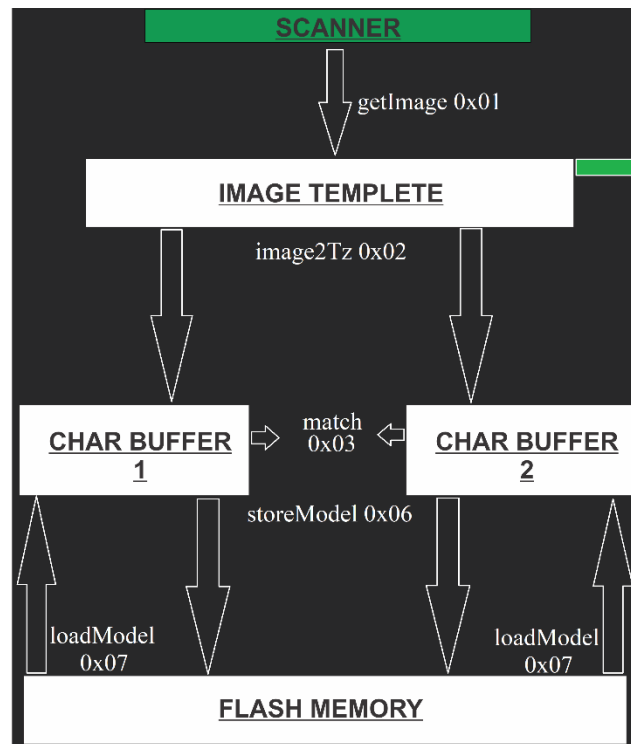 SCANNER
getImage 0x01
IMAGE TEMPLETE
image2Tz 0x02
CHAR BUFFER
1
match
0x03
CHAR BUFFER
2
storeModel 0x06
loadModel
0x07
loadModel
0x07
FLASH MEMORY